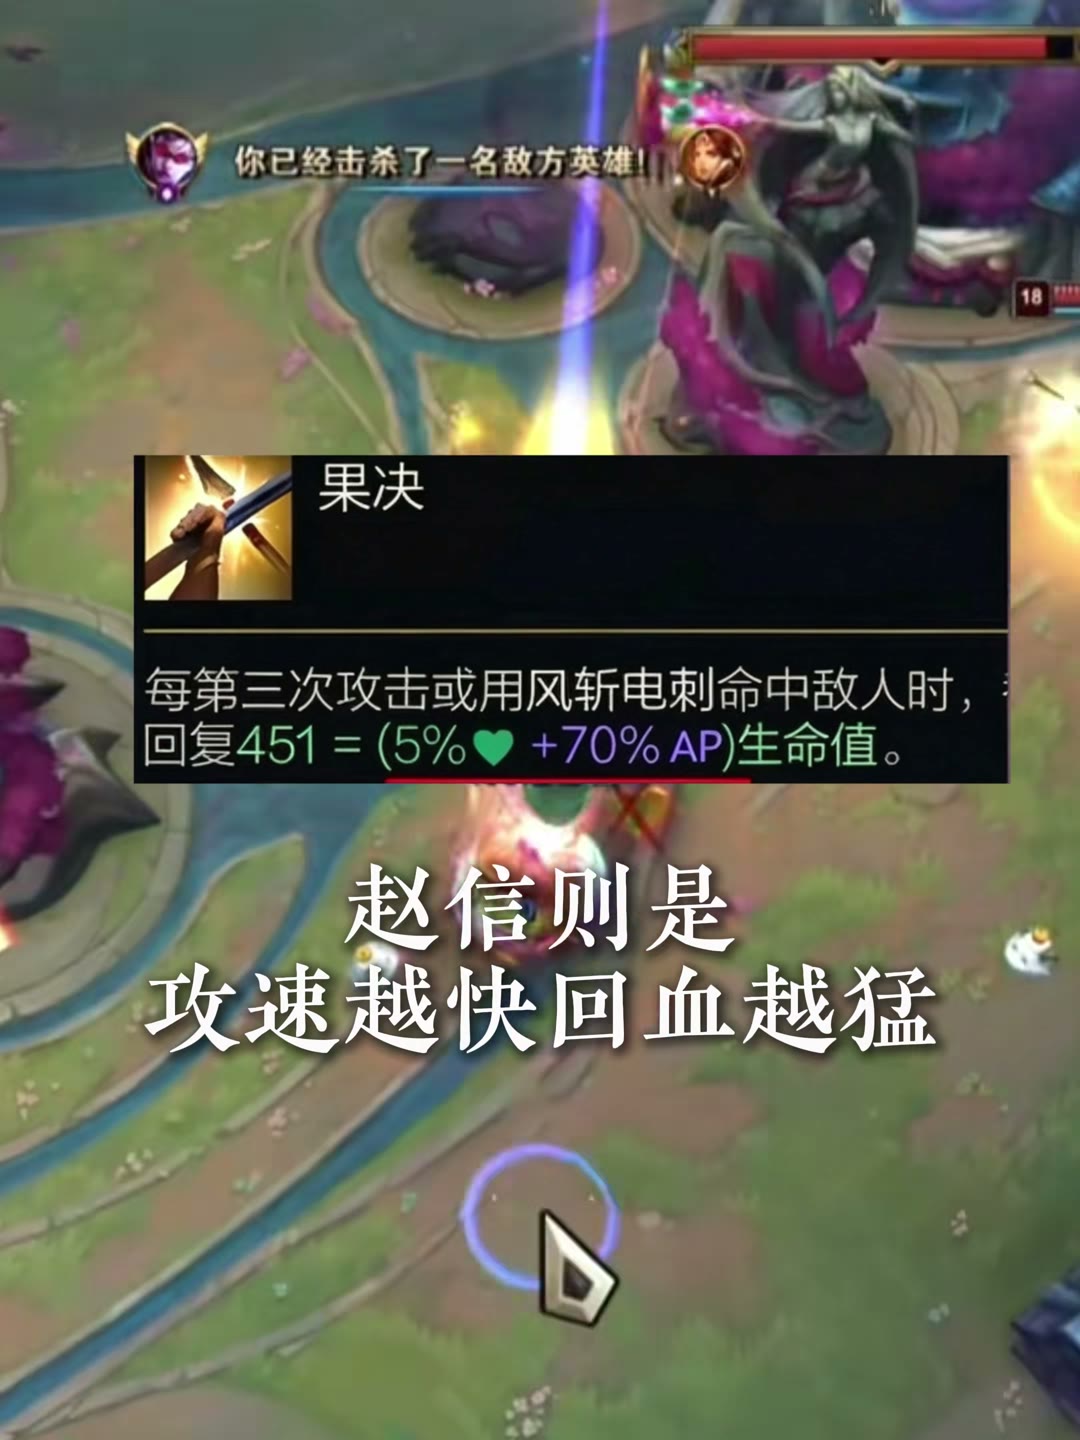 你已经击杀了一名敌方英雄!
18
果决
每第三次攻击或用风斩电刺命中敌人时，
回复451 = (5% +70% AP)生命值。
赵信则是
攻速越快回血越猛